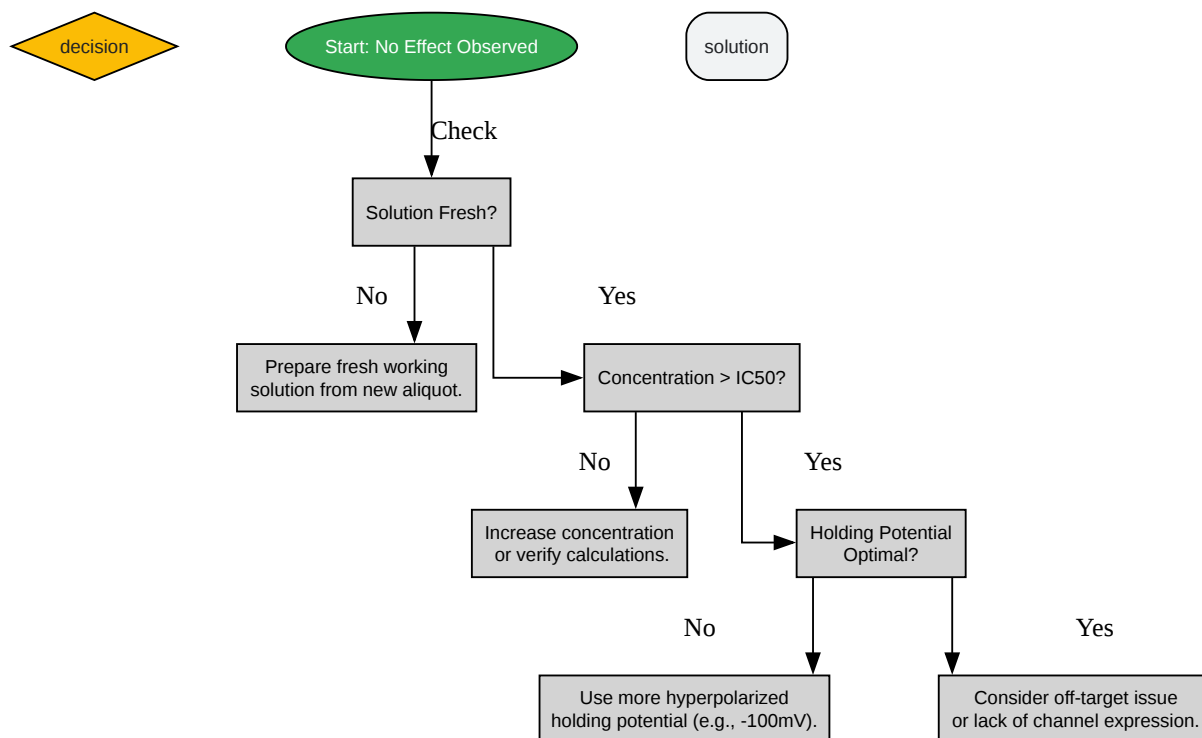 decision
Start: No Effect Observed
solution
Check
Solution Fresh?
No
Yes
Prepare fresh working
solution from new aliquot.
Concentration > IC50?
No
Yes
Increase concentration
or verify calculations.
Holding Potential
Optimal?
No
Yes
Use more hyperpolarized
holding potential (e.g., -100mV).
Consider off-target issue
or lack of channel expression.